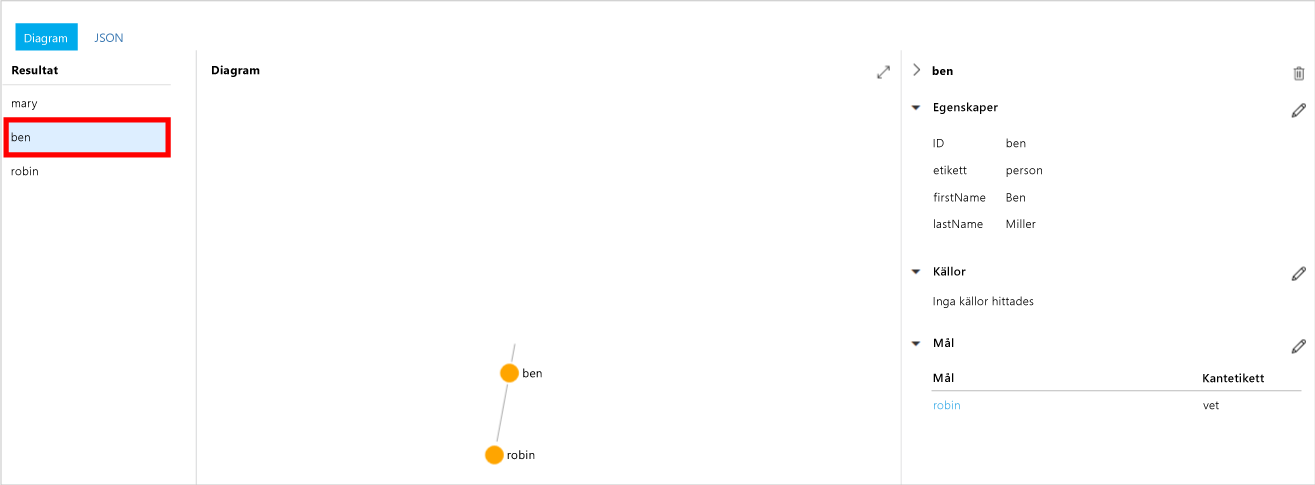 Diagram JSON
Resultat
mary
ben
robin
Diagram
ben
robin
ben
Egenskaper
ID ben
etikett person
firstName Ben
lastName Miller
Källor
Inga källor hittades
Mål
Mål Kantetikett
robin vet